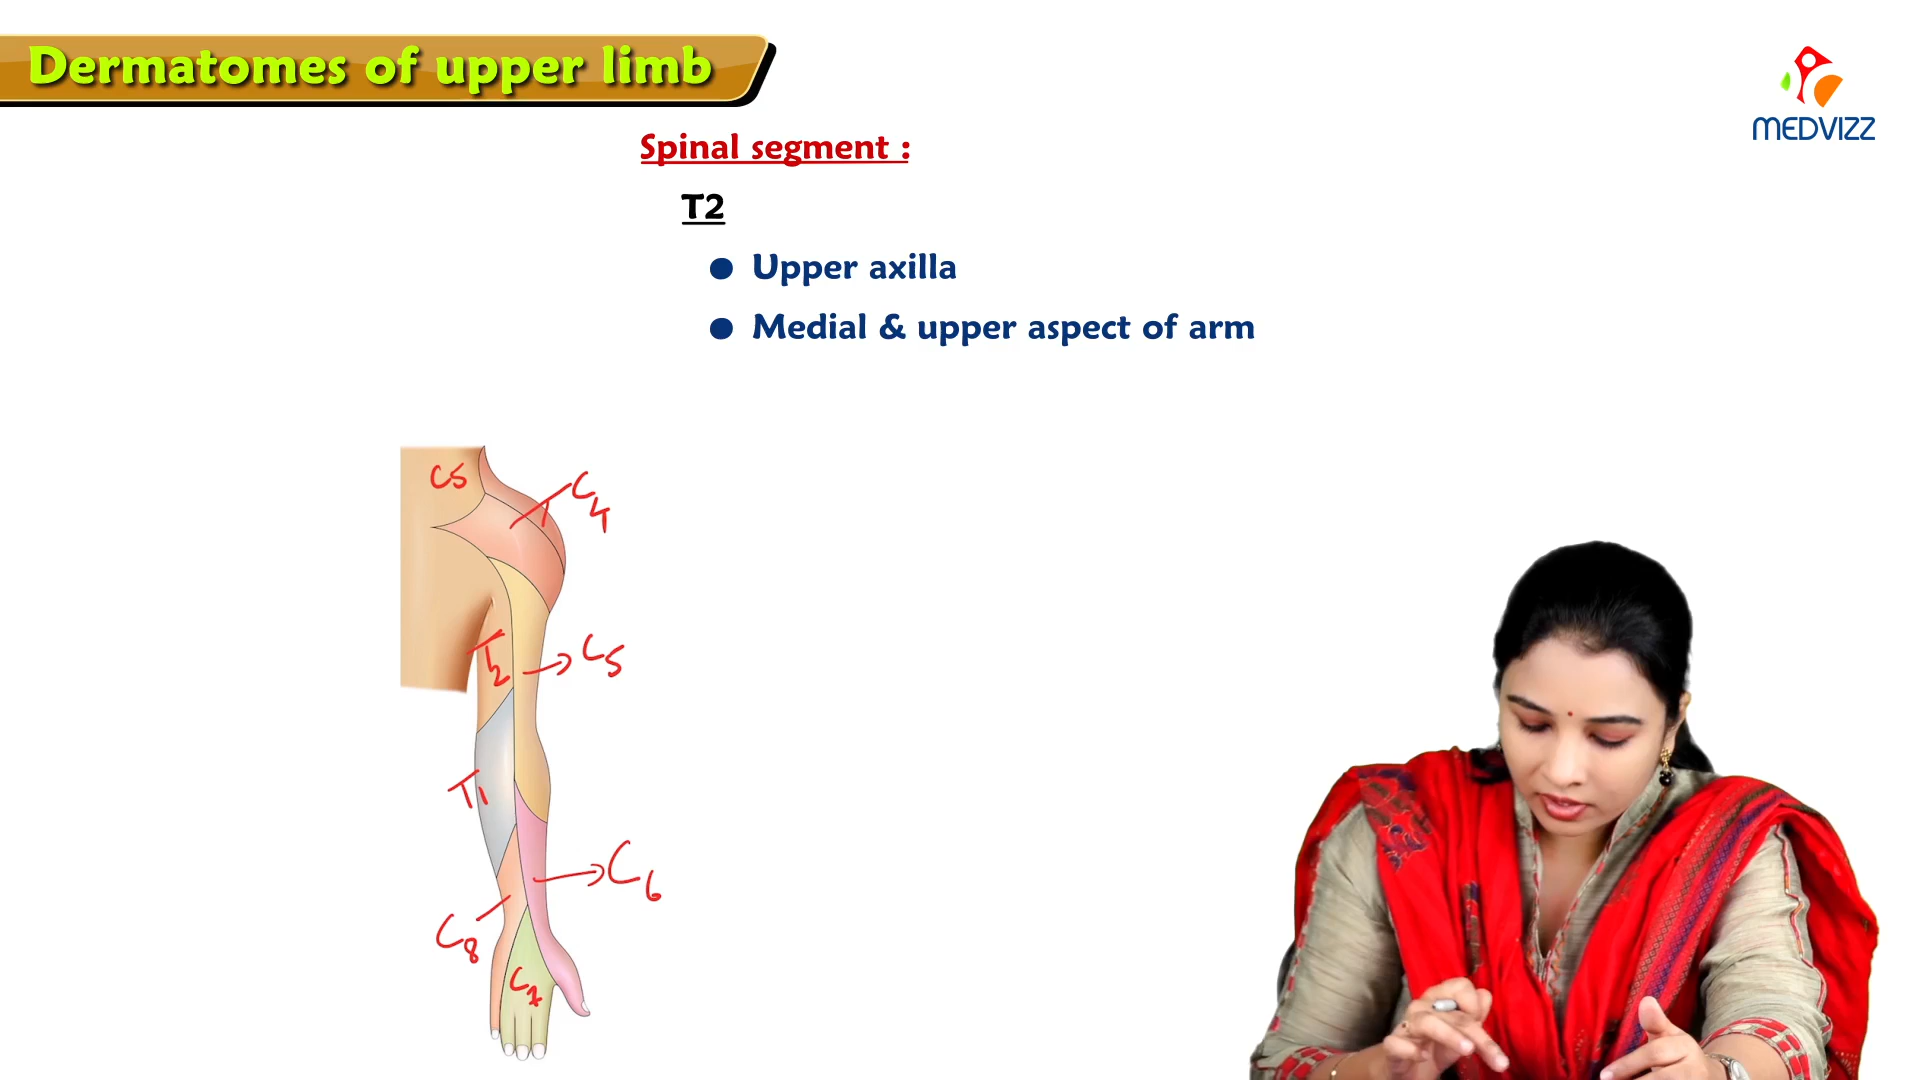 Dermatomes of upper limb
MEDVIZZ
Spinal segment :
T2
● Upper axilla
● Medial & upper aspect of arm
C5
C4
T2
C5
T1
C6
C8
C7